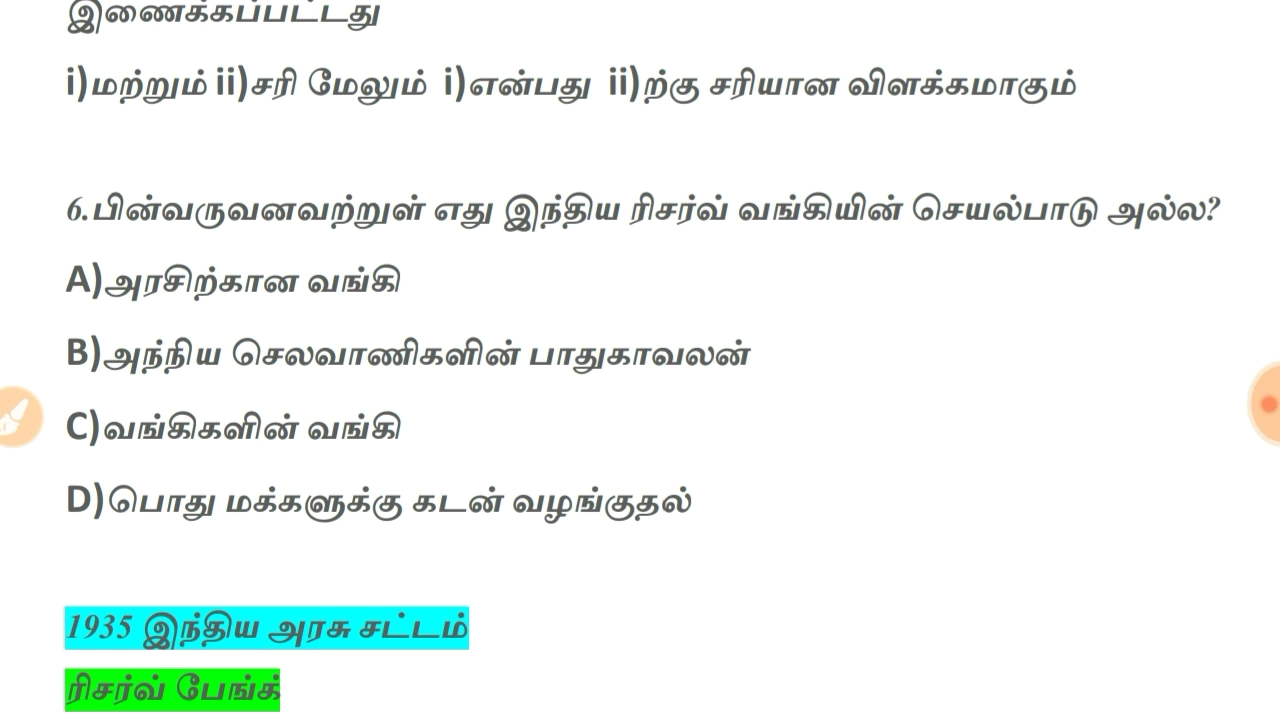 இணைக்கப்பட்டது
i)மற்றும் ii)சரி மேலும் i)என்பது ii)ற்கு சரியான விளக்கமாகும்
6.பின்வருவனவற்றுள் எது இந்திய ரிசர்வ் வங்கியின் செயல்பாடு அல்ல?
A)அரசிற்கான வங்கி
B)அந்நிய செலவாணிகளின் பாதுகாவலன்
C)வங்கிகளின் வங்கி
D)பொது மக்களுக்கு கடன் வழங்குதல்
1935 இந்திய அரசு சட்டம்
ரிசர்வ் பேங்க்